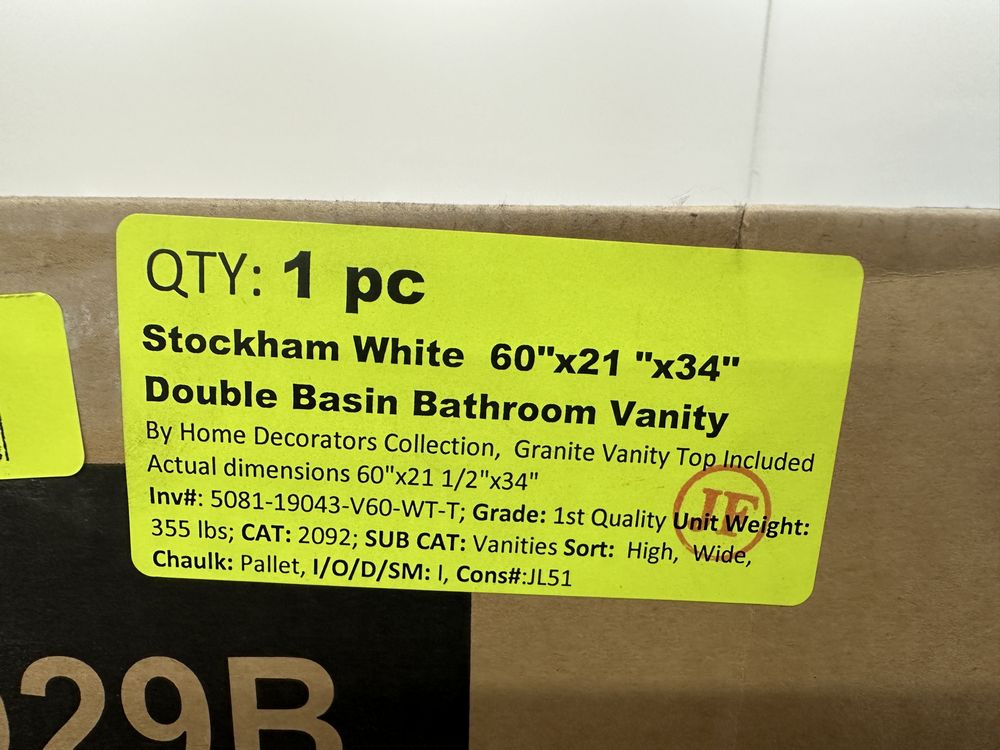 QTY: 1 pc
Stockham White 60"x21 "x34"
Double Basin Bathroom Vanity
By Home Decorators Collection, Granite Vanity Top Included
Actual dimensions 60"x21 1/2"x34"
Inv#: 5081-19043-V60-WT-T; Grade: 1st Quality Unit Weight:
355 lbs; CAT: 2092; SUB CAT: Vanities Sort: High, Wide,
Chaulk: Pallet, I/O/D/SM: I, Cons#:JL51
IF
29B